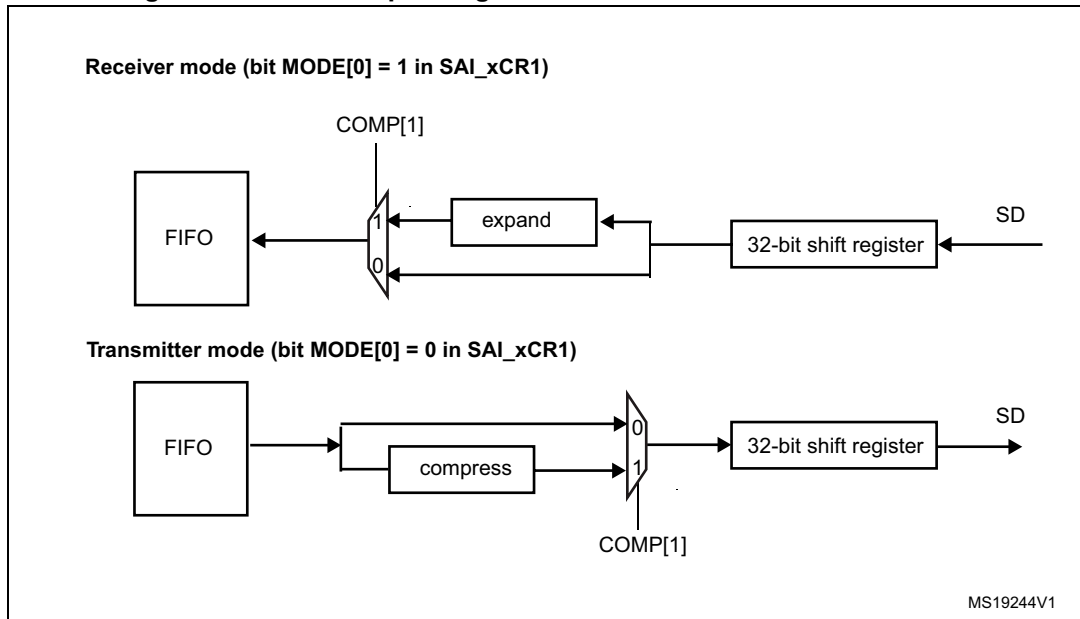 Receiver mode (bit MODE[0] = 1 in SAI_xCR1)
COMP[1]
FIFO
1
0
expand
32-bit shift register
SD
Transmitter mode (bit MODE[0] = 0 in SAI_xCR1)
FIFO
compress
0
1
COMP[1]
32-bit shift register
SD
MS19244V1